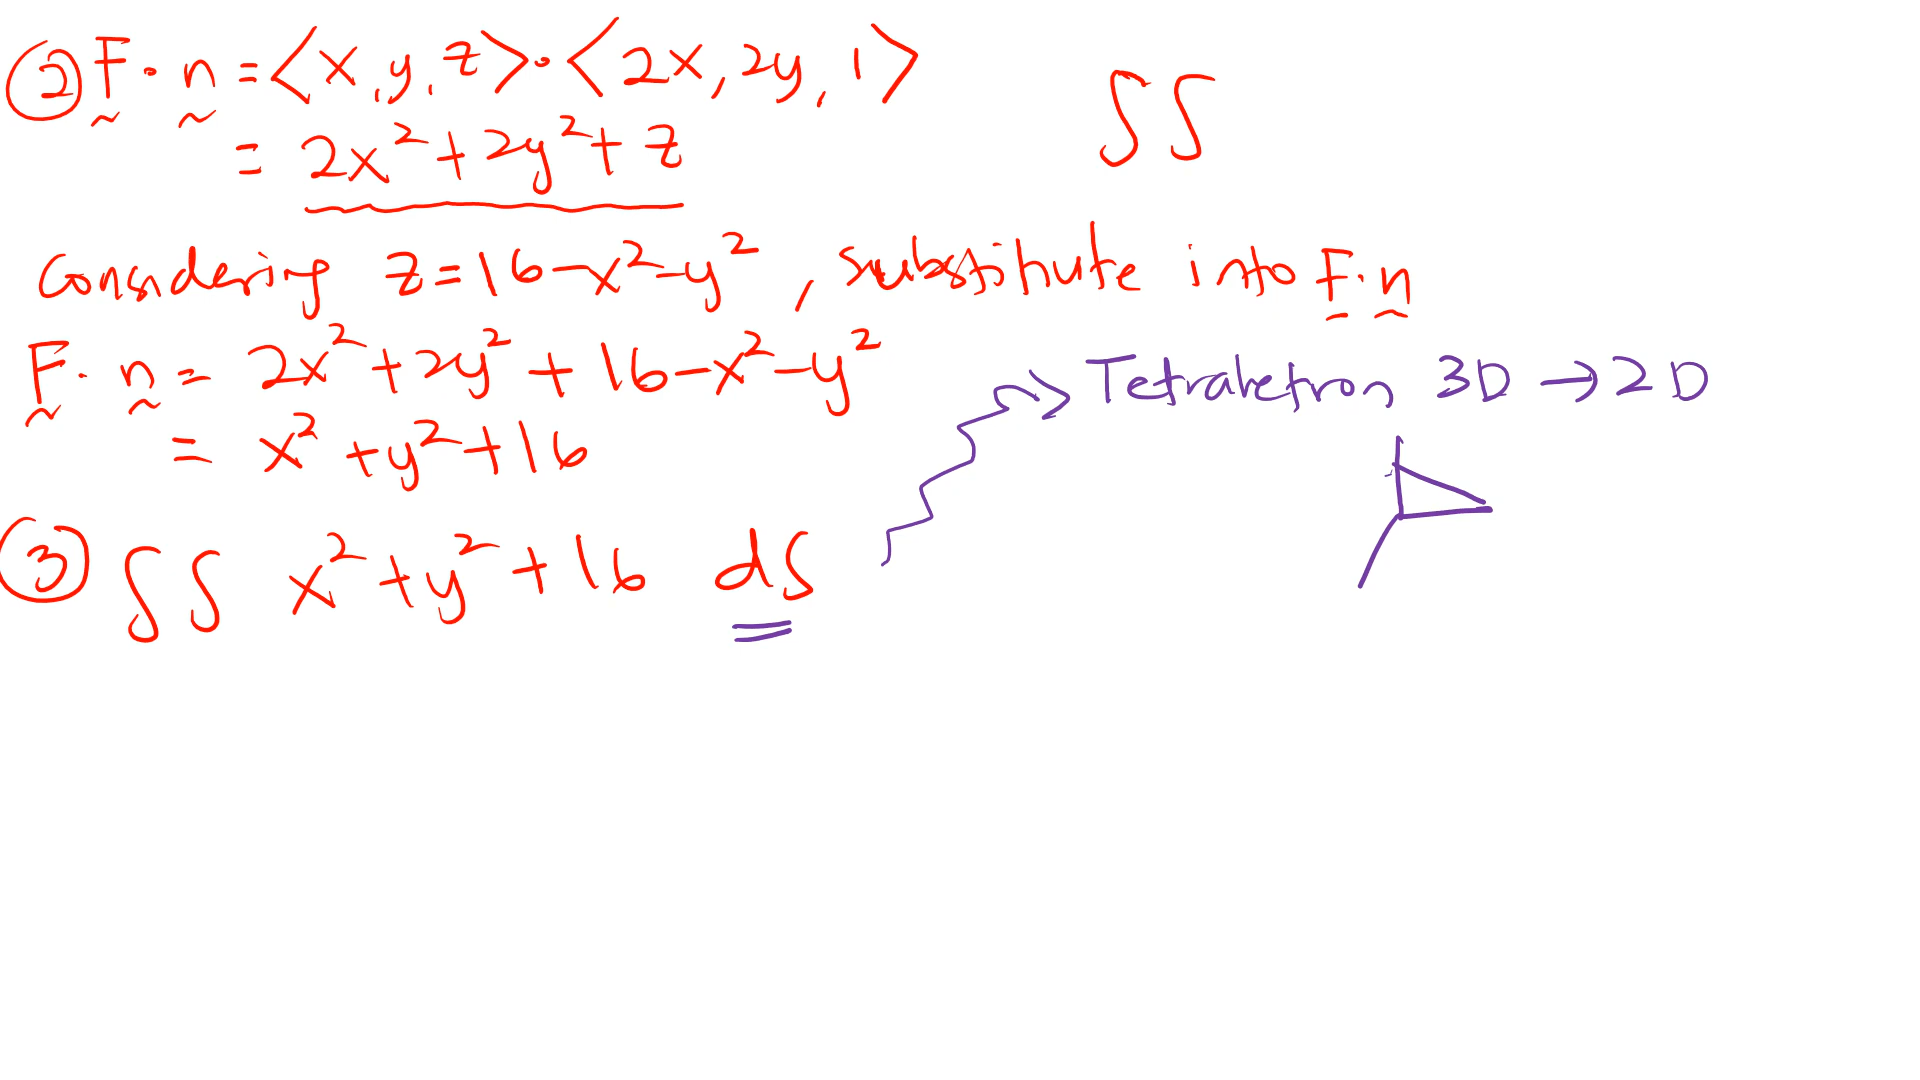 ② F · n = <x, y, z> · <2x, 2y, 1>
= 2x² + 2y² + z
∫∫
Considering z = 16 - x² - y² , substitute into F · n
F · n = 2x² + 2y² + 16 - x² - y²
= x² + y² + 16
Tetrahetron 3D → 2D
③ ∫∫ x² + y² + 16 dS